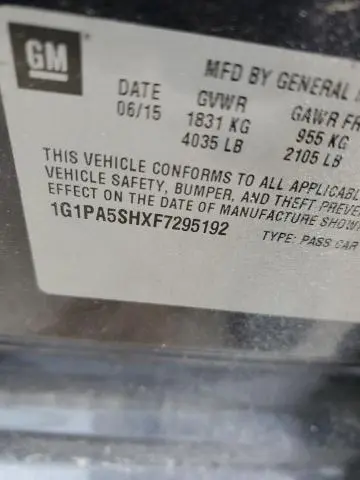 GM
MFD BY GENERAL
DATE GVWR GAWR FR
06/15 1831 KG 955 KG
4035 LB 2105 LB
THIS VEHICLE CONFORMS TO ALL APPLICABL
VEHICLE SAFETY, BUMPER, AND THEFT PREVE
EFFECT ON THE DATE OF MANUFACTURE SHOW
1G1PA5SHXF7295192
TYPE: PASS CAR